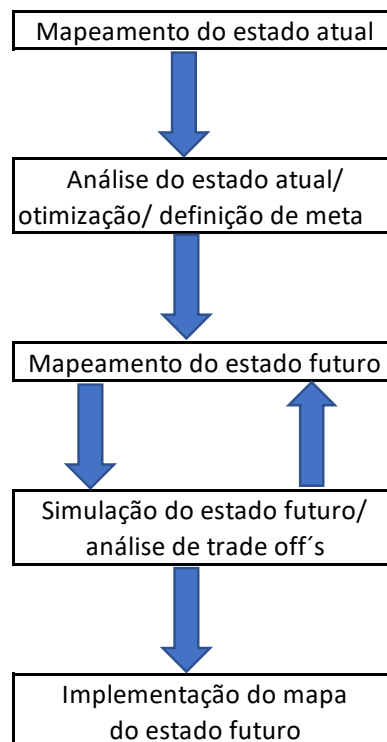 Mapeamento do estado atual
Análise do estado atual/
otimização/ definição de meta
Mapeamento do estado futuro
Simulação do estado futuro/
análise de trade off´s
Implementação do mapa
do estado futuro